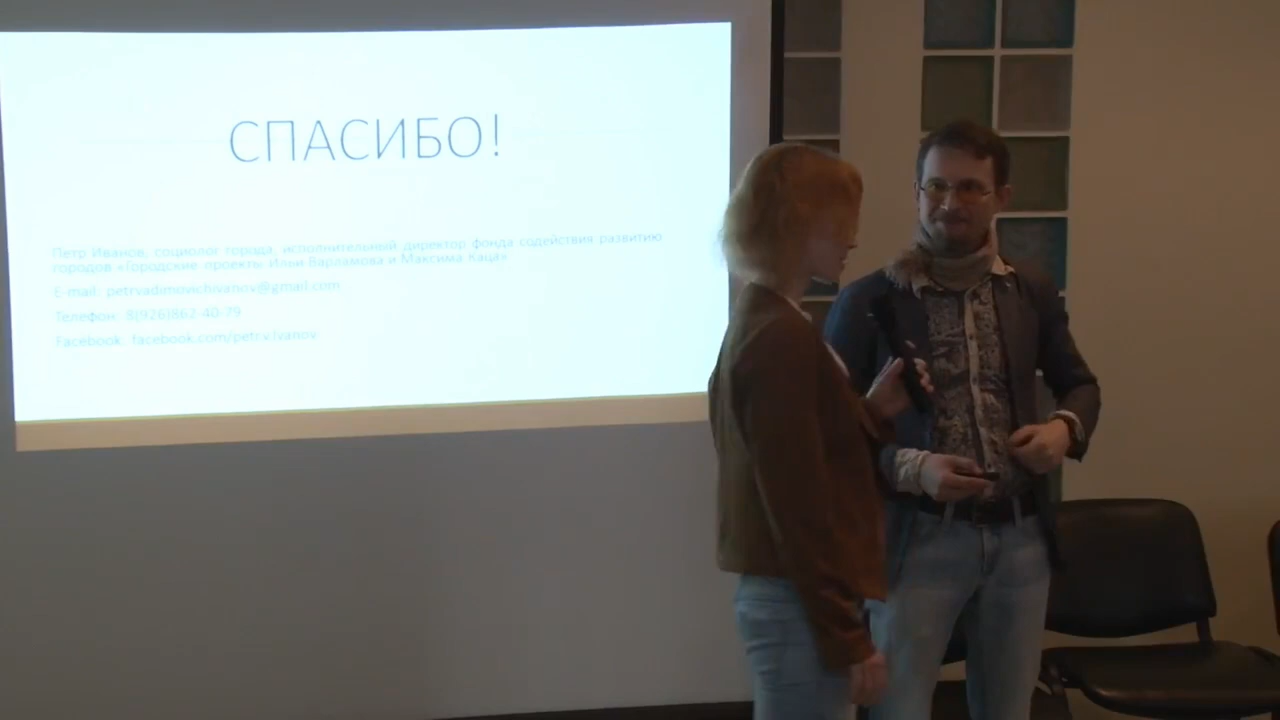 СПАСИБО!
Петр Иванов, социолог города, исполнительный директор фонда содействия развитию
городов «Городские проекты Ильи Варламова и Максима Каца»
E-mail: petrvadimovichivanov@gmail.com
Телефон: 8(926)862-40-79
Facebook: facebook.com/petr.v.ivanov